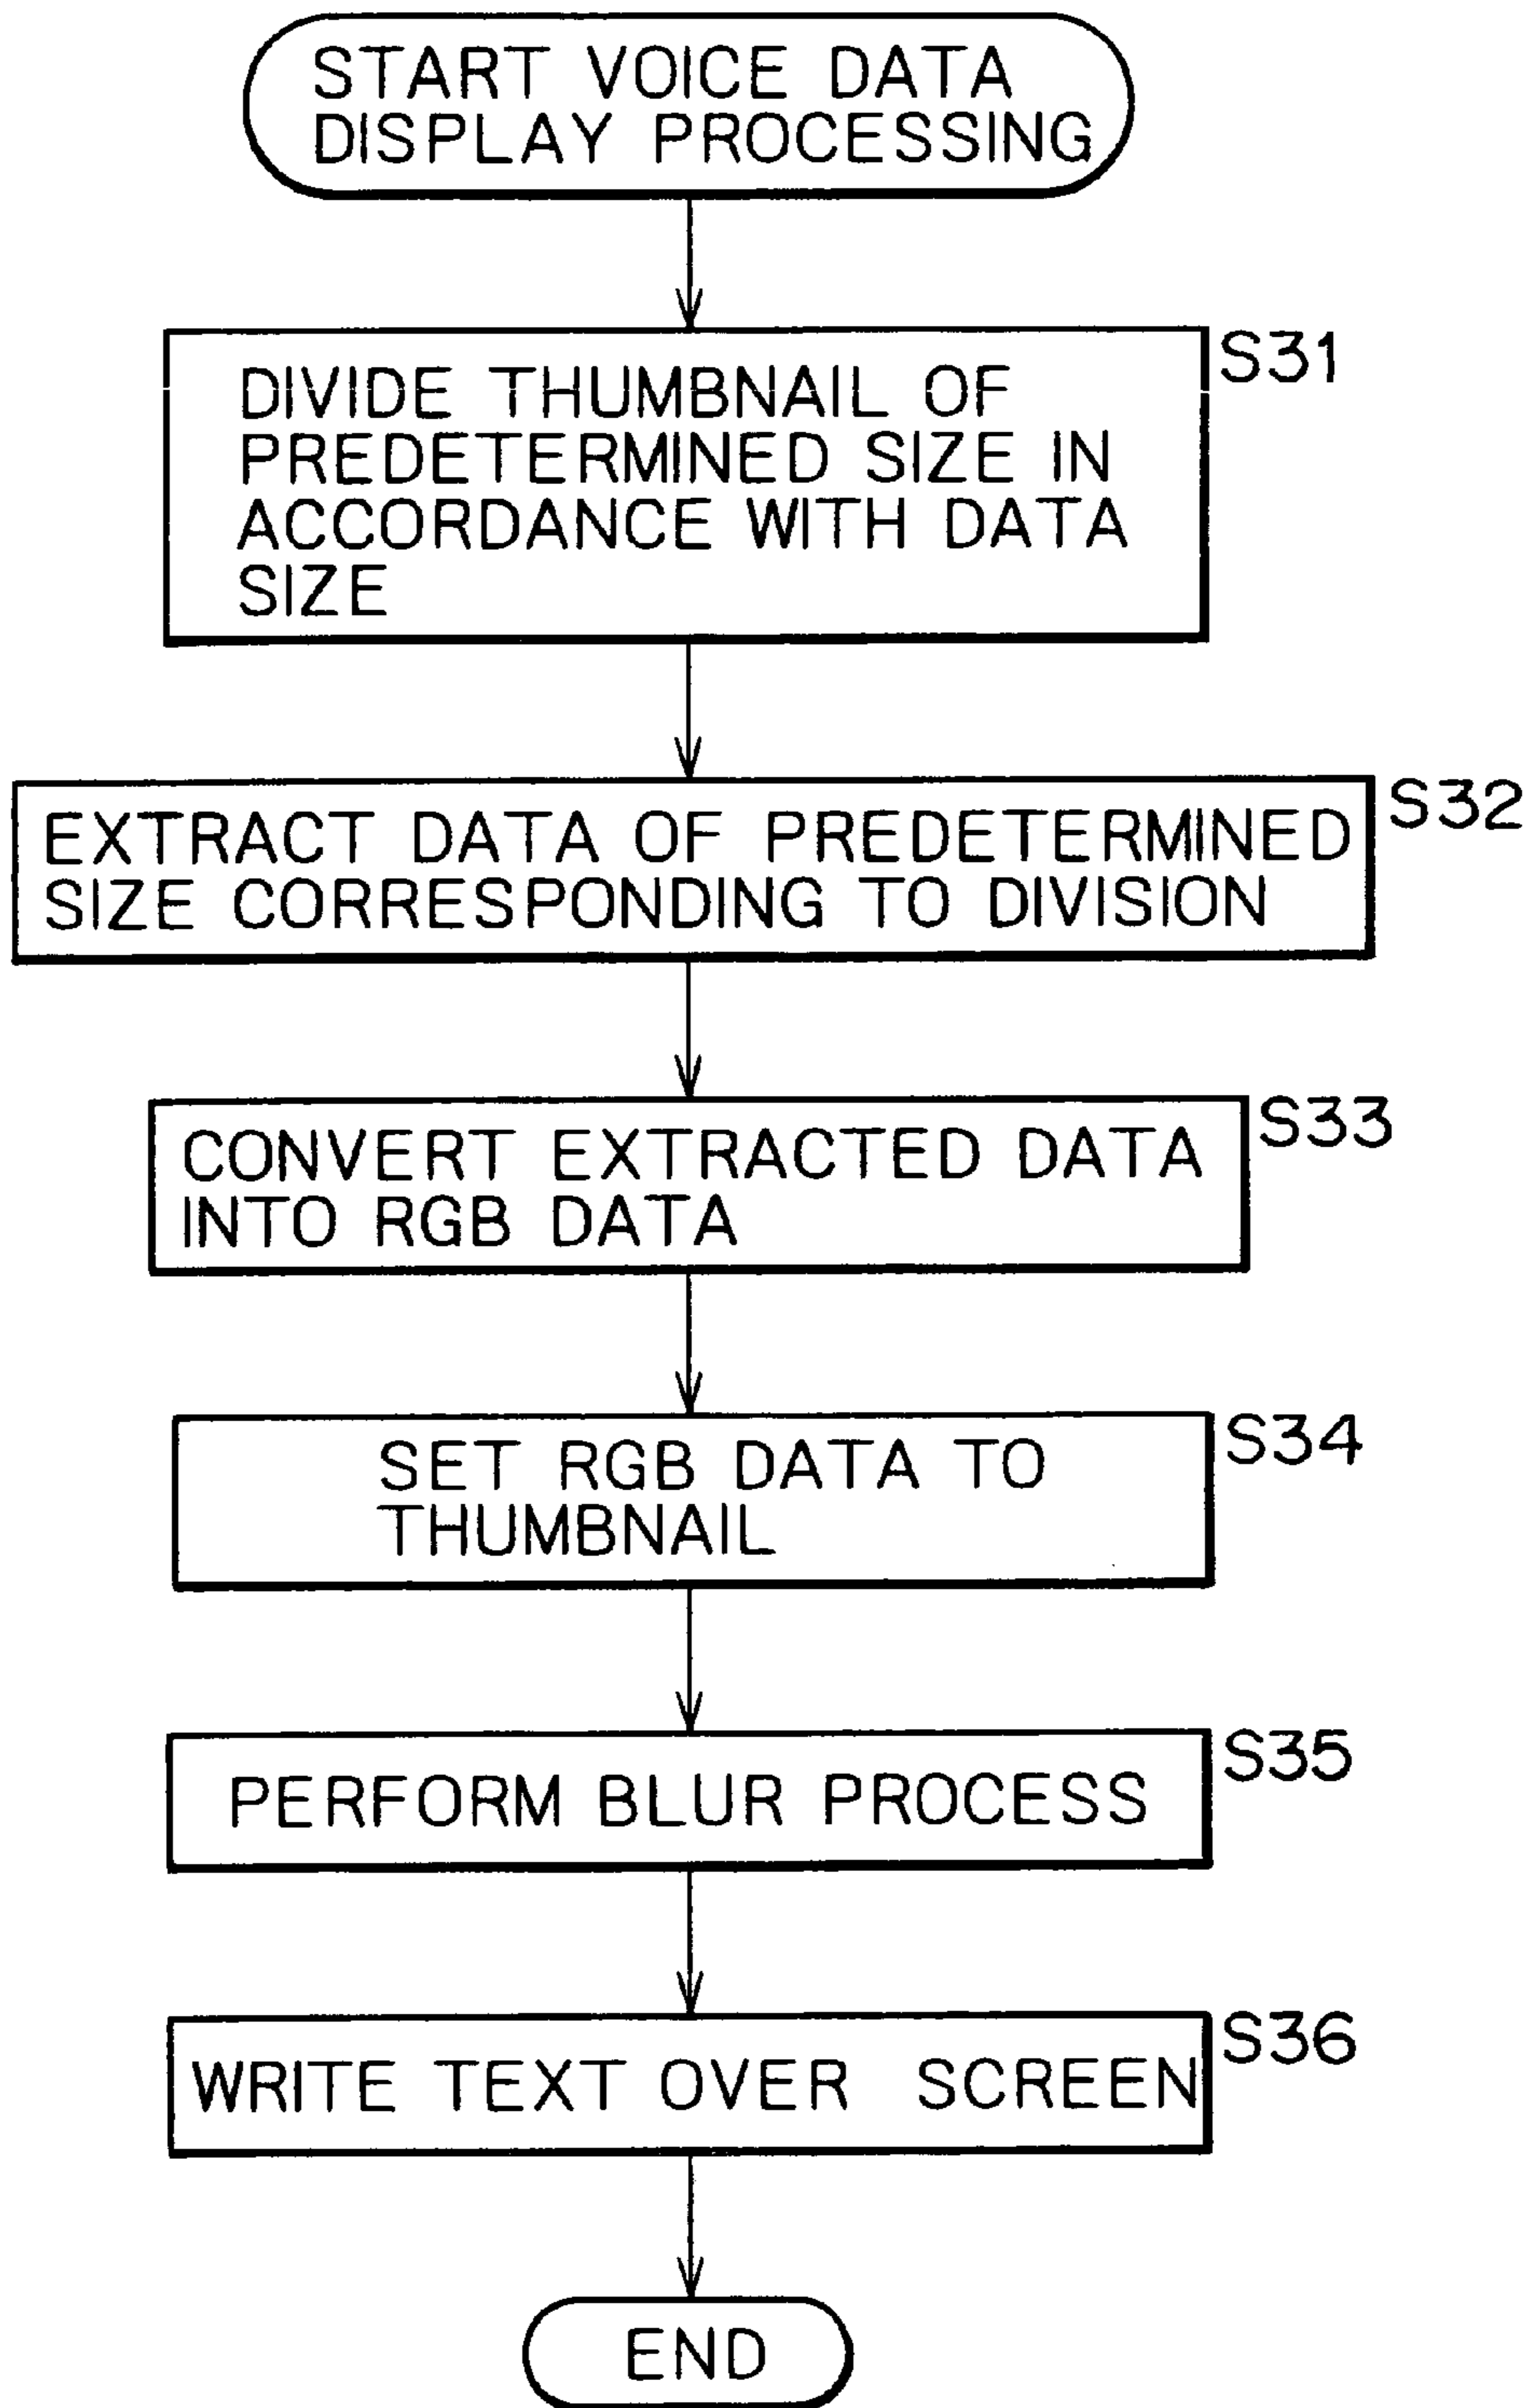 START VOICE DATA
DISPLAY PROCESSING
S31
DIVIDE THUMBNAIL OF
PREDETERMINED SIZE IN
ACCORDANCE WITH DATA
SIZE
S32
EXTRACT DATA OF PREDETERMINED
SIZE CORRESPONDING TO DIVISION
S33
CONVERT EXTRACTED DATA
INTO RGB DATA
S34
SET RGB DATA TO
THUMBNAIL
S35
PERFORM BLUR PROCESS
S36
WRITE TEXT OVER SCREEN
END